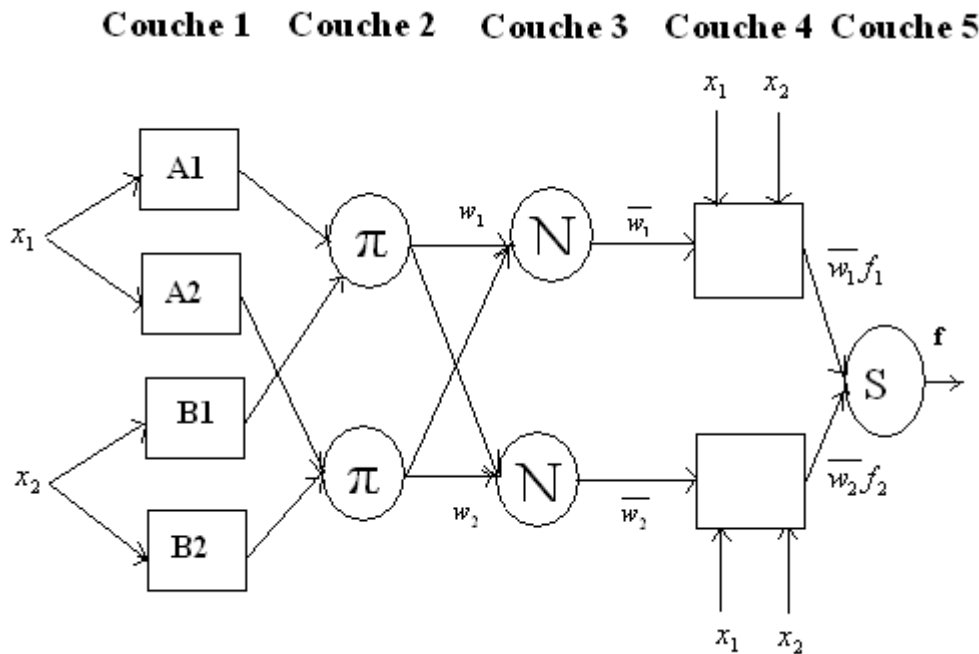 Couche 1 Couche 2 Couche 3 Couche 4 Couche 5
x₁ x₂
A1
π w₁ N w̅₁
x₁
w̅₁f₁
A2
f
S
B1
w̅₂f₂
x₂
π w₂ N w̅₂
B2
x₁ x₂